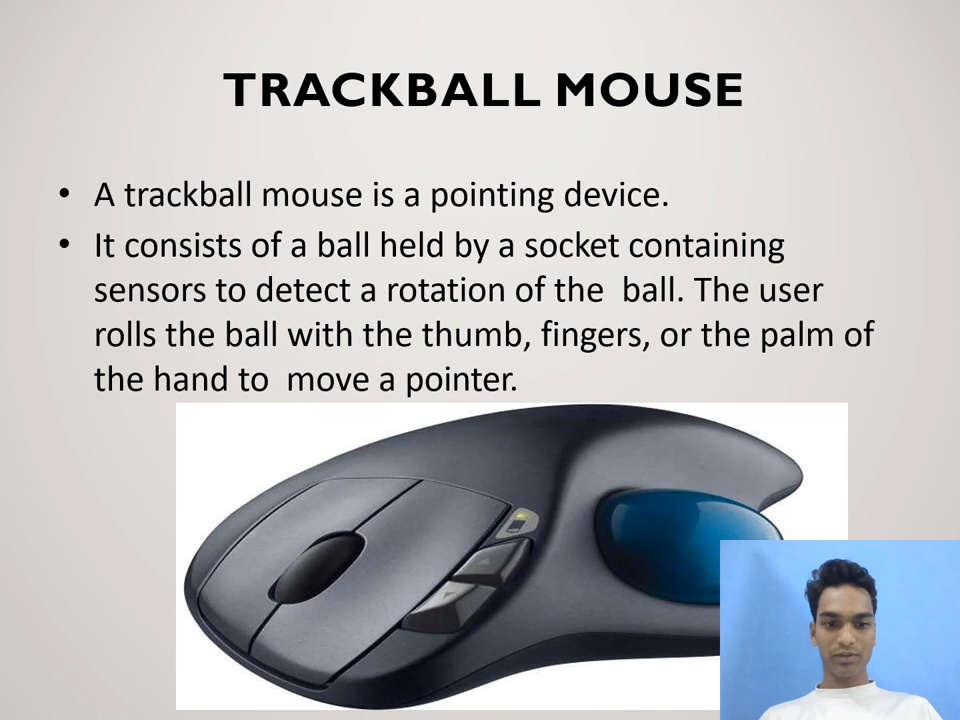 TRACKBALL MOUSE
• A trackball mouse is a pointing device.
• It consists of a ball held by a socket containing
sensors to detect a rotation of the  ball. The user
rolls the ball with the thumb, fingers, or the palm of
the hand to  move a pointer.